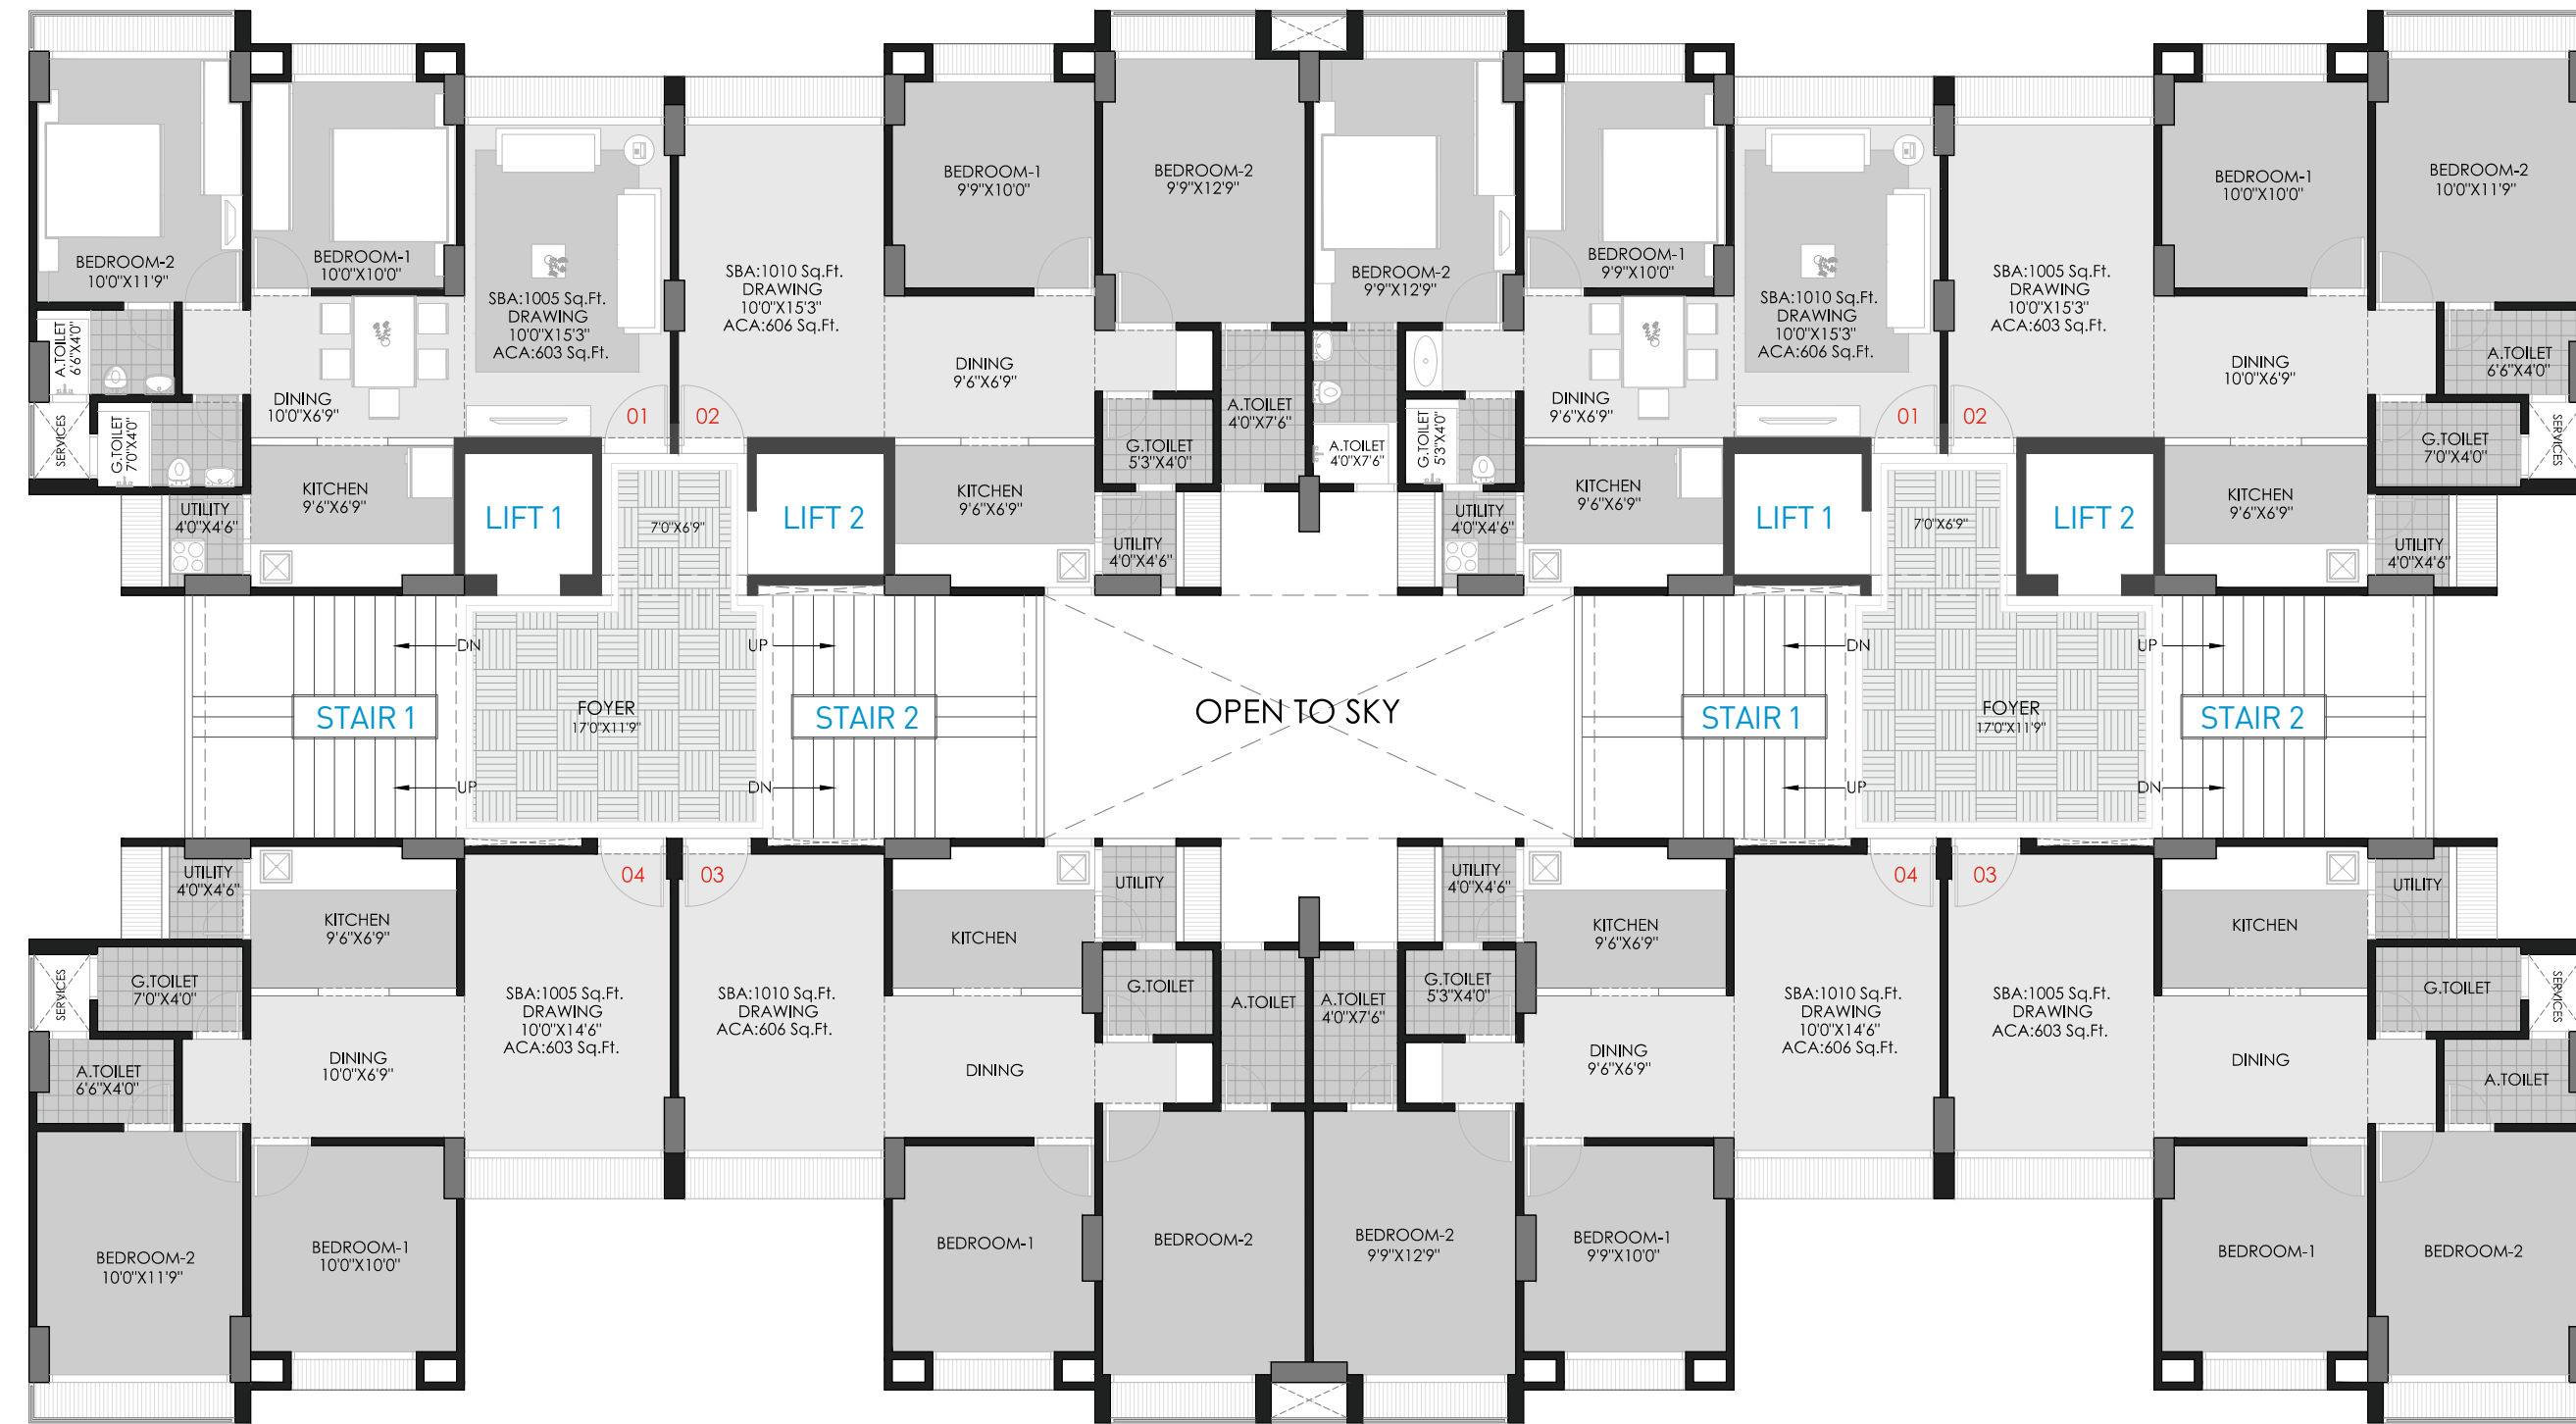 BEDROOM-2
10'0"X11'9"
BEDROOM-1
10'0"X10'0"
SBA:1005 Sq.Ft.
DRAWING
10'0"X15'3"
ACA:603 Sq.Ft.
A.TOILET
6'6"X4'0"
DINING
10'0"X6'9"
SERVICES
G.TOILET
7'0"X4'0"
UTILITY
4'0"X4'6"
KITCHEN
9'6"X6'9"
LIFT 1
01
02
7'0"X6'9"
LIFT 2
SBA:1010 Sq.Ft.
DRAWING
10'0"X15'3"
ACA:606 Sq.Ft.
BEDROOM-1
9'9"X10'0"
BEDROOM-2
9'9"X12'9"
DINING
9'6"X6'9"
G.TOILET
5'3"X4'0"
A.TOILET
4'0"X7'6"
KITCHEN
9'6"X6'9"
UTILITY
4'0"X4'6"
BEDROOM-2
9'9"X12'9"
BEDROOM-1
9'9"X10'0"
SBA:1010 Sq.Ft.
DRAWING
10'0"X15'3"
ACA:606 Sq.Ft.
A.TOILET
4'0"X7'6"
G.TOILET
5'3"X4'0"
DINING
9'6"X6'9"
UTILITY
4'0"X4'6"
KITCHEN
9'6"X6'9"
LIFT 1
01
02
7'0"X6'9"
LIFT 2
SBA:1005 Sq.Ft.
DRAWING
10'0"X15'3"
ACA:603 Sq.Ft.
BEDROOM-1
10'0"X10'0"
BEDROOM-2
10'0"X11'9"
DINING
10'0"X6'9"
A.TOILET
6'6"X4'0"
G.TOILET
7'0"X4'0"
SERVICES
KITCHEN
9'6"X6'9"
UTILITY
4'0"X4'6"
DN
UP
STAIR 1
FOYER
17'0"X11'9"
STAIR 2
UP
DN
OPEN TO SKY
DN
UP
STAIR 1
FOYER
17'0"X11'9"
STAIR 2
UP
DN
UTILITY
4'0"X4'6"
KITCHEN
9'6"X6'9"
04
03
SERVICES
G.TOILET
7'0"X4'0"
SBA:1005 Sq.Ft.
DRAWING
10'0"X14'6"
ACA:603 Sq.Ft.
A.TOILET
6'6"X4'0"
DINING
10'0"X6'9"
BEDROOM-2
10'0"X11'9"
BEDROOM-1
10'0"X10'0"
SBA:1010 Sq.Ft.
DRAWING
ACA:606 Sq.Ft.
KITCHEN
UTILITY
G.TOILET
A.TOILET
DINING
BEDROOM-1
BEDROOM-2
UTILITY
4'0"X4'6"
KITCHEN
9'6"X6'9"
04
03
A.TOILET
4'0"X7'6"
G.TOILET
5'3"X4'0"
SBA:1010 Sq.Ft.
DRAWING
10'0"X14'6"
ACA:606 Sq.Ft.
DINING
9'6"X6'9"
BEDROOM-2
9'9"X12'9"
BEDROOM-1
9'9"X10'0"
SBA:1005 Sq.Ft.
DRAWING
ACA:603 Sq.Ft.
KITCHEN
UTILITY
G.TOILET
SERVICES
DINING
A.TOILET
BEDROOM-1
BEDROOM-2